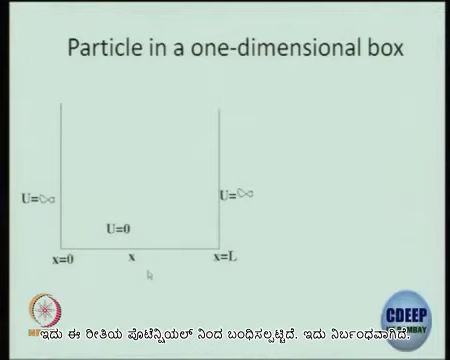 Particle in a one-dimensional box
U=∞
U=∞
U=0
x=0
x
x=L
CDEEP
ಇದು ಈ ರೀತಿಯ ಪೊಟೆನ್ಷಿಯಲ್ ನಿಂದ ಬಂಧಿಸಲ್ಪಟ್ಟಿದೆ. ಇದು ನಿರ್ಬಂಧವಾಗಿದೆ.